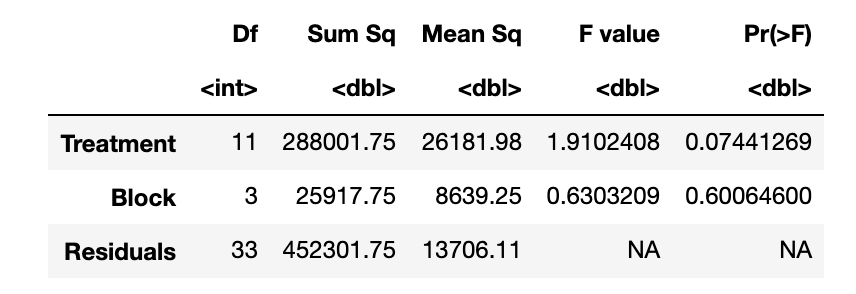 Df Sum Sq Mean Sq F value Pr(>F)
<int> <dbl> <dbl> <dbl> <dbl>
Treatment 11 288001.75 26181.98 1.9102408 0.07441269
Block 3 25917.75 8639.25 0.6303209 0.60064600
Residuals 33 452301.75 13706.11 NA NA